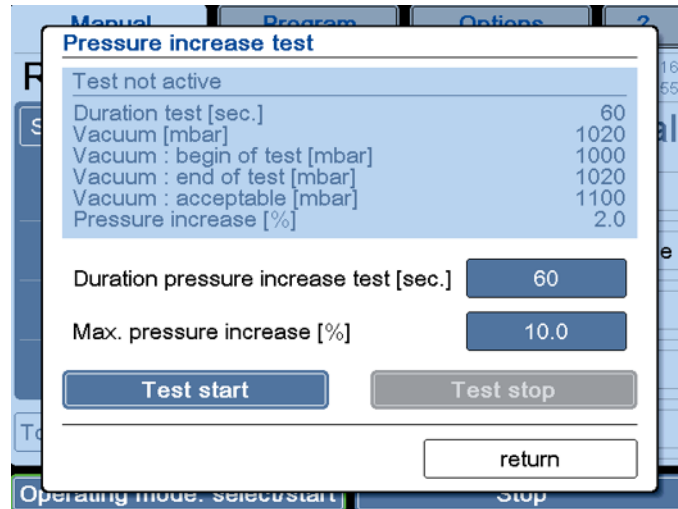 Manual Program Options ?
Pressure increase test
Test not active
Duration test [sec.] 60
Vacuum [mbar] 1020
Vacuum : begin of test [mbar] 1000
Vacuum : end of test [mbar] 1020
Vacuum : acceptable [mbar] 1100
Pressure increase [%] 2.0
Duration pressure increase test [sec.] 60
Max. pressure increase [%] 10.0
Test start Test stop
return
Operating mode: select/start Stop